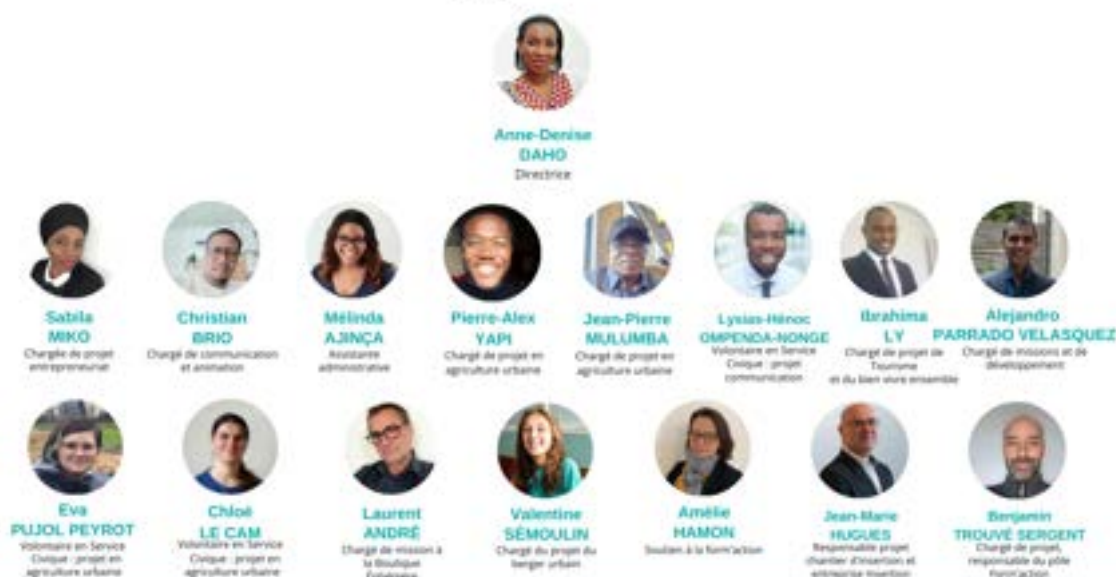 Anne-Denise
DAHO
Directrice
Sabila
MIKO
Chargée de projet
entrepreneuriat
Christian
BRIO
Chargé de communication
et animation
Mélinda
AJINÇA
Assistante
administrative
Pierre-Alex
YAPI
Chargé de projet en
agriculture urbaine
Jean-Pierre
MULUMBA
Chargé de projet en
agriculture urbaine
Lysias-Hénoc
OMPENDA-NONGE
Volontaire en Service
Civique : projet
communication
Ibrahima
LY
Chargé de projet de
Tourisme
et du bien vivre ensemble
Alejandro
PARRADO VELASQUEZ
Chargé de missions et de
développement
Eva
PUJOL PEYROT
Volontaire en Service
Civique : projet en
agriculture urbaine
Chloé
LE CAM
Volontaire en Service
Civique : projet en
agriculture urbaine
Laurent
ANDRÉ
Chargé de mission à
la Boutique
Valentine
SÉMOULIN
Chargé du projet du
berger urbain
Amélie
HAMON
Soutien à la form'action
Jean-Marie
HUGUES
Responsable projet
chantier d'insertion et
entreprise insertion
Benjamin
TROUVÉ SERGENT
Chargé de projet,
responsable du pôle
Form'action